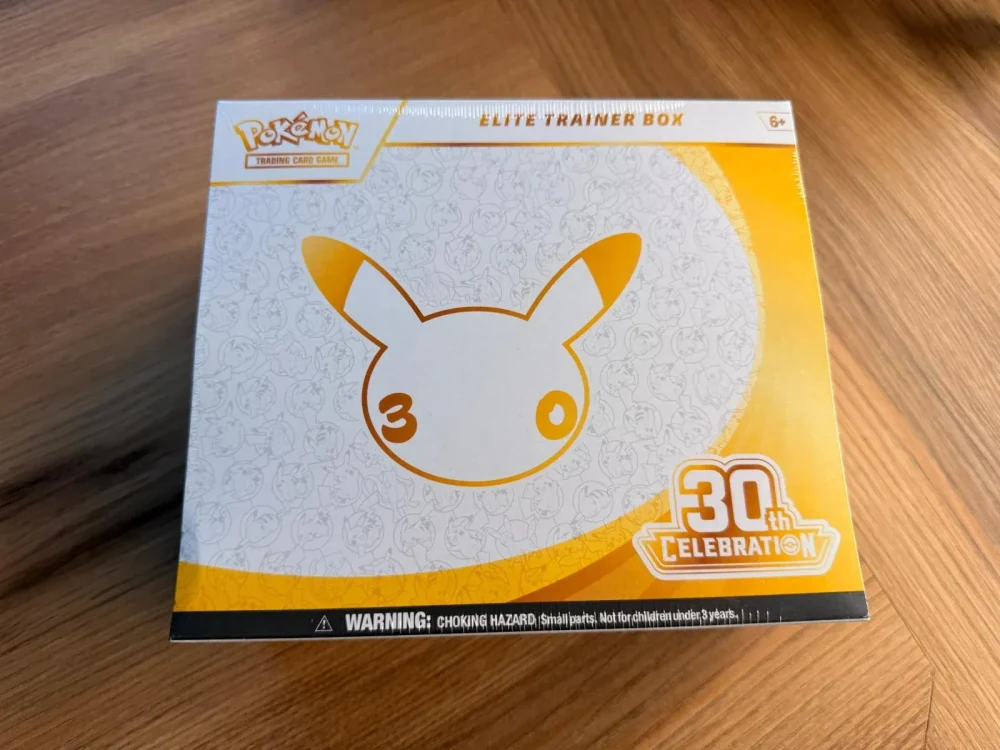 POKéMON
TRADING CARD GAME
ELITE TRAINER BOX
6+
3 0
30th
CELEBRATION
WARNING: CHOKING HAZARD. Small parts. Not for children under 3 years.